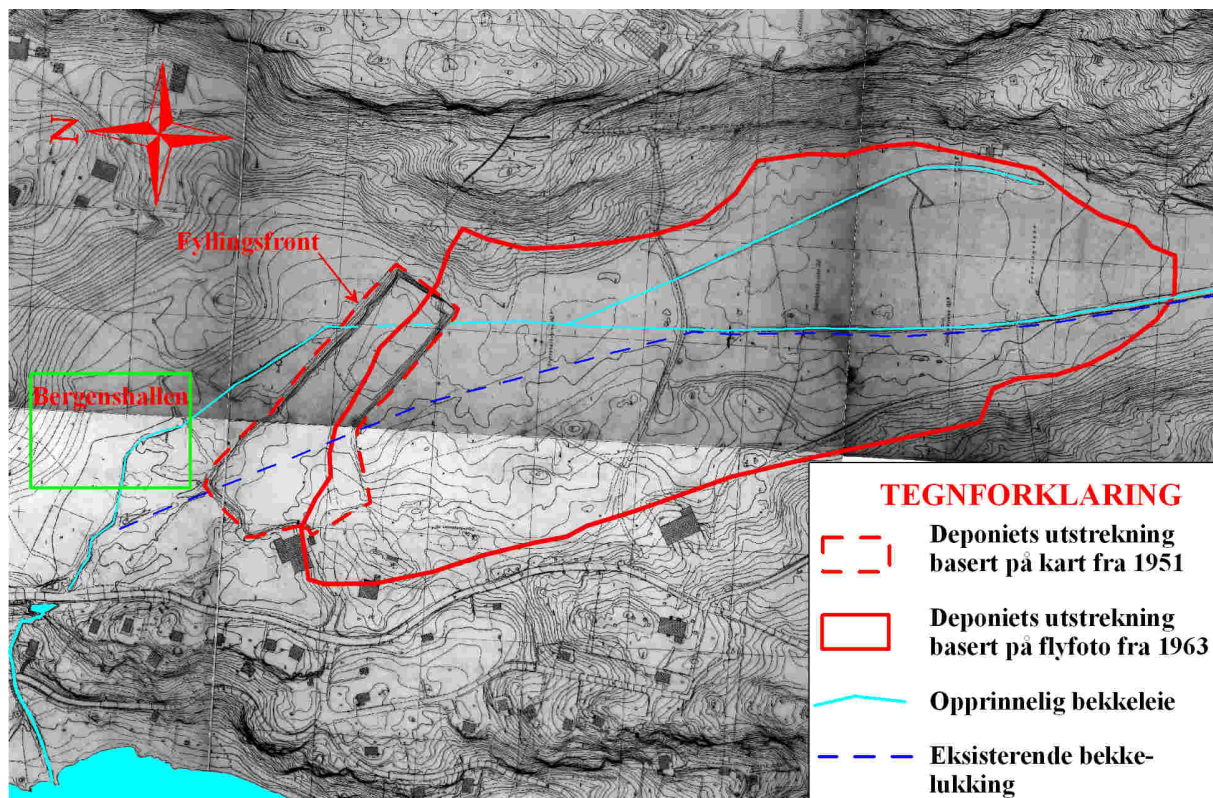 N
Fyllingsfront
Bergenshallen
TEGNFORKLARING
Deponiets utstrekning
basert på kart fra 1951
Deponiets utstrekning
basert på flyfoto fra 1963
Opprinnelig bekkeleie
Eksisterende bekke-
lukking